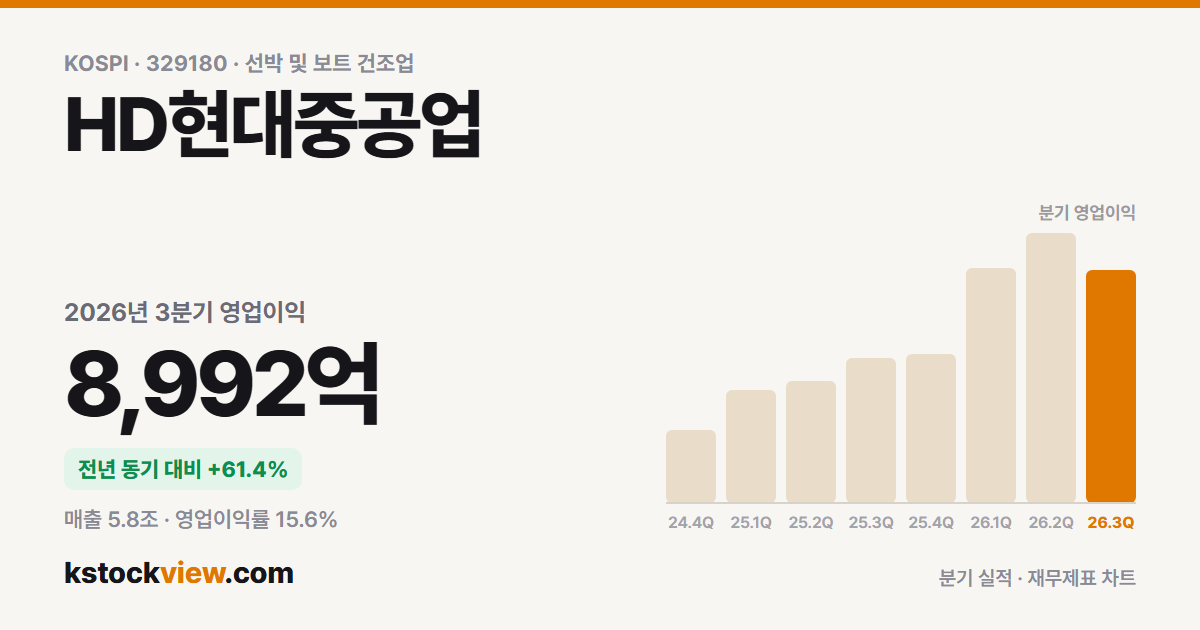 KOSPI · 329180 · 선박 및 보트 건조업
HD현대중공업
분기 영업이익
2026년 3분기 영업이익
8,992억
전년 동기 대비 +61.4%
매출 5.8조 · 영업이익률 15.6%
24.4Q 25.1Q 25.2Q 25.3Q 25.4Q 26.1Q 26.2Q 26.3Q
kstockview.com
분기 실적 · 재무제표 차트